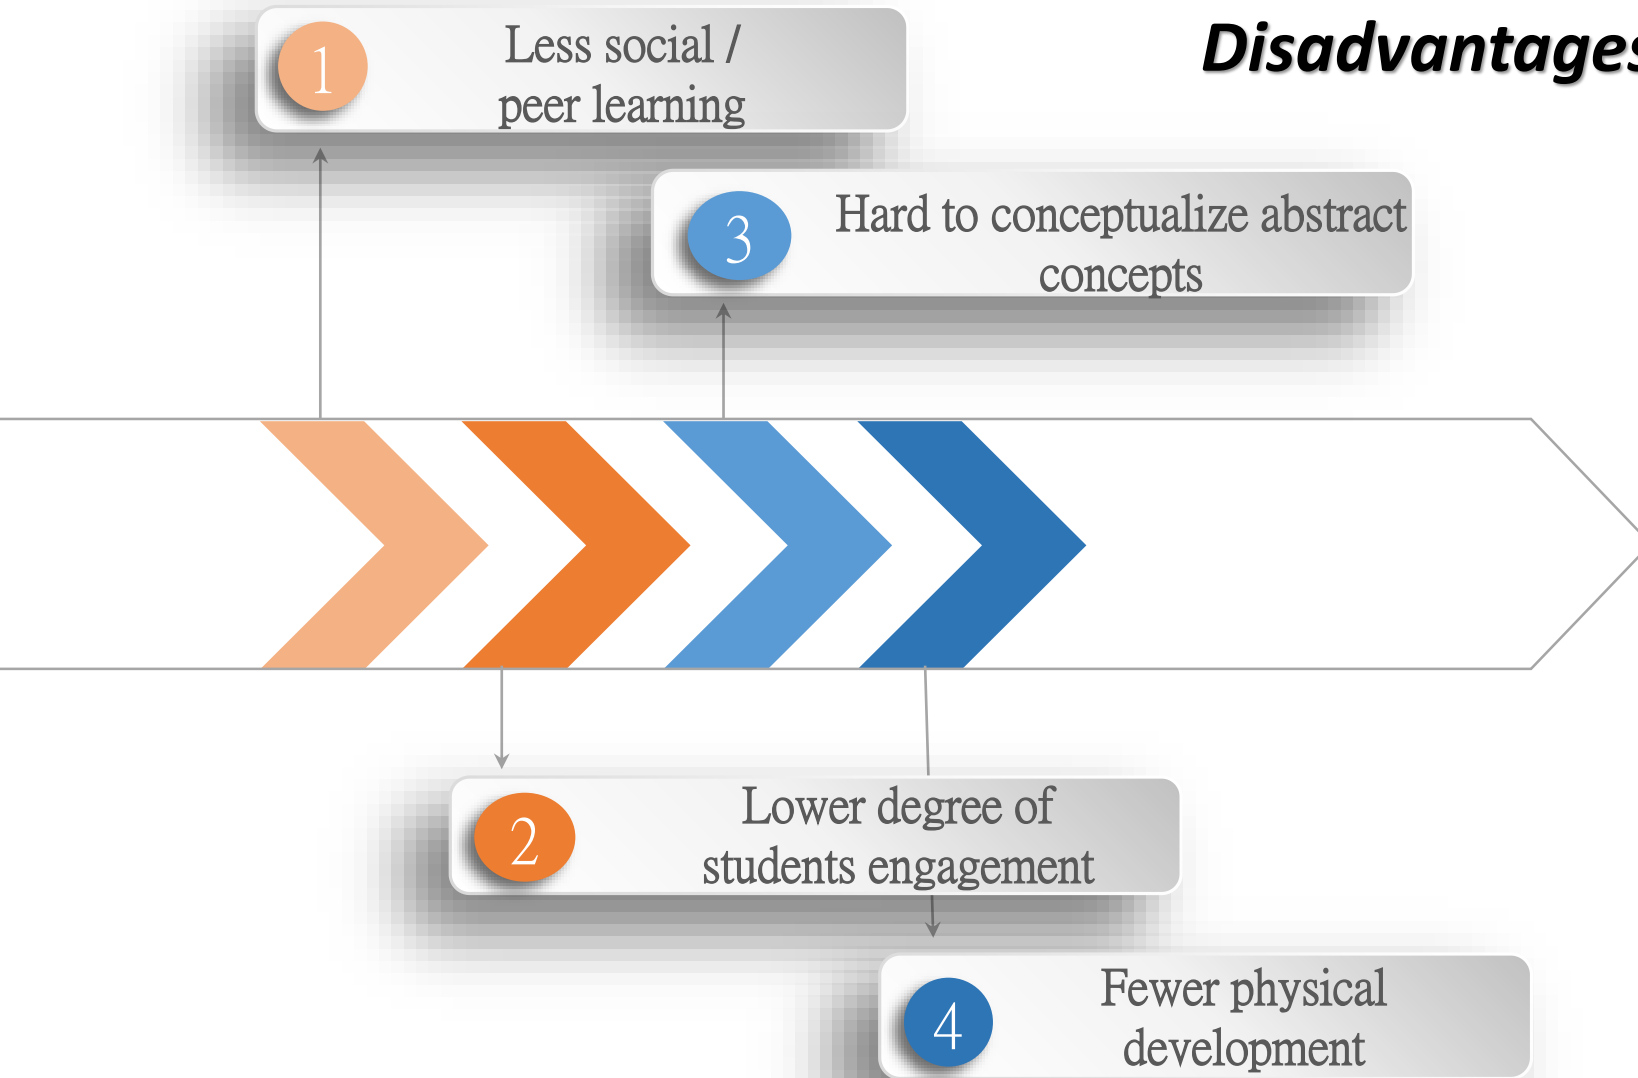 Disadvantages
1
Less social /
peer learning
3
Hard to conceptualize abstract
concepts
2
Lower degree of
students engagement
4
Fewer physical
development